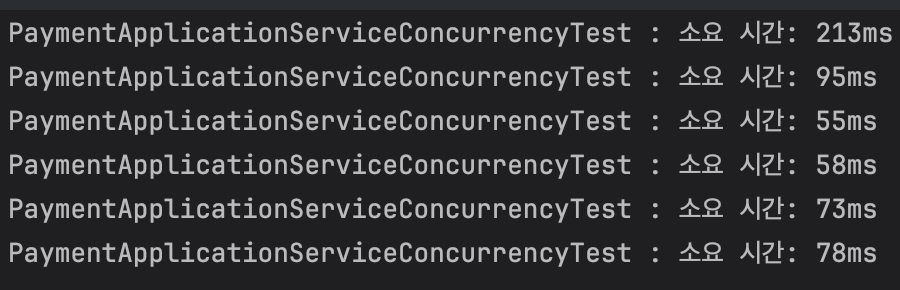 PaymentApplicationServiceConcurrencyTest : 소요 시간: 213ms
PaymentApplicationServiceConcurrencyTest : 소요 시간: 95ms
PaymentApplicationServiceConcurrencyTest : 소요 시간: 55ms
PaymentApplicationServiceConcurrencyTest : 소요 시간: 58ms
PaymentApplicationServiceConcurrencyTest : 소요 시간: 73ms
PaymentApplicationServiceConcurrencyTest : 소요 시간: 78ms